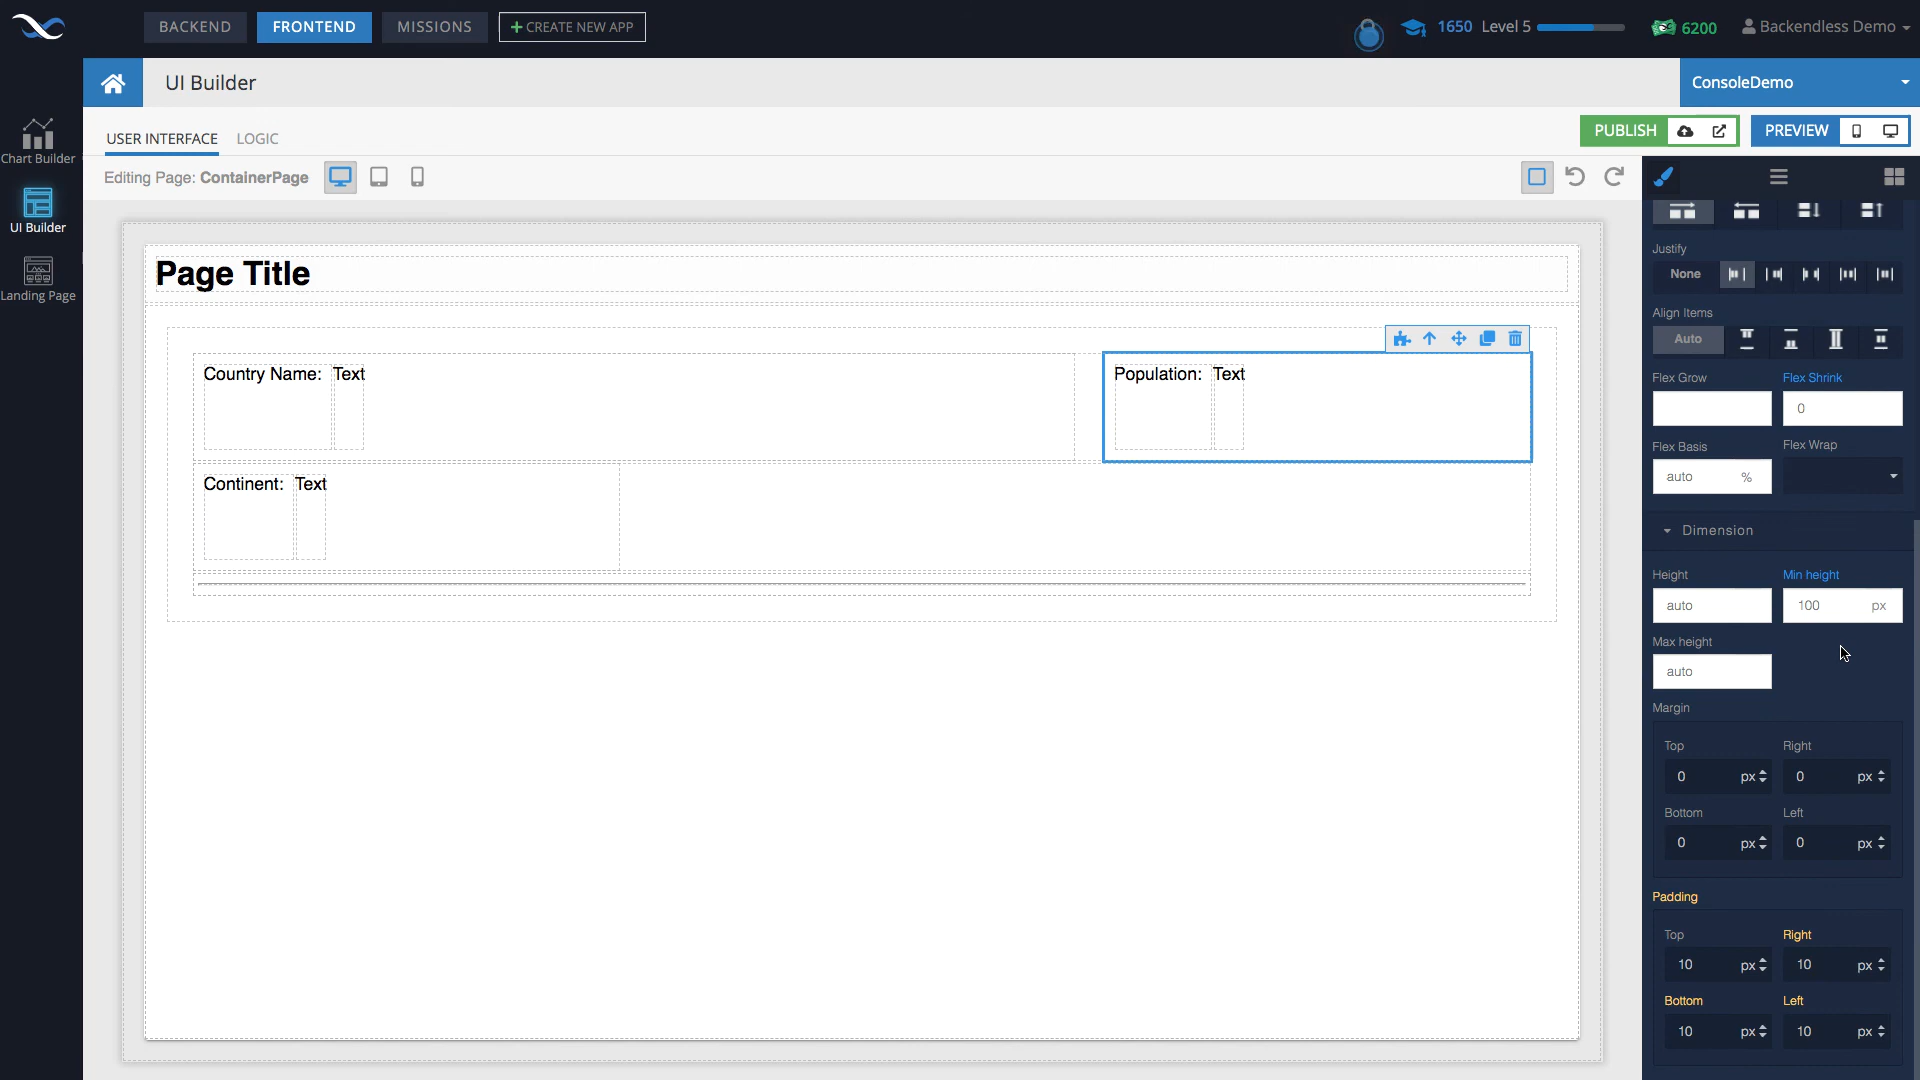 BACKEND FRONTEND MISSIONS + CREATE NEW APP 1650 Level 5 6200 Backendless Demo
UI Builder ConsoleDemo
USER INTERFACE LOGIC PUBLISH PREVIEW
Editing Page: ContainerPage
Chart Builder
UI Builder
Landing Page
Page Title
Country Name: Text
Population: Text
Continent: Text
Justify
None
Align Items
Auto
Flex Grow Flex Shrink
0
Flex Basis Flex Wrap
auto %
Dimension
Height Min height
auto 100 px
Max height
auto
Margin
Top Right
0 px 0 px
Bottom Left
0 px 0 px
Padding
Top Right
10 px 10 px
Bottom Left
10 px 10 px